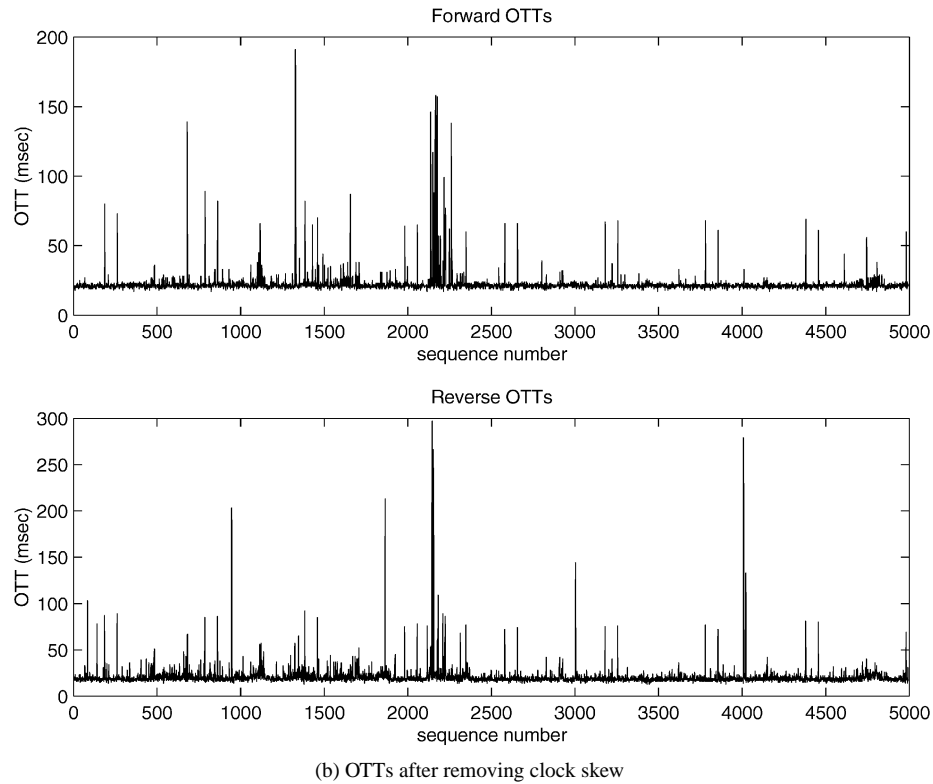 Forward OTTs
200
150
100
50
0
OTT (msec)
0 500 1000 1500 2000 2500 3000 3500 4000 4500 5000
sequence number
Reverse OTTs
300
250
200
150
100
50
0
OTT (msec)
0 500 1000 1500 2000 2500 3000 3500 4000 4500 5000
sequence number
(b) OTTs after removing clock skew